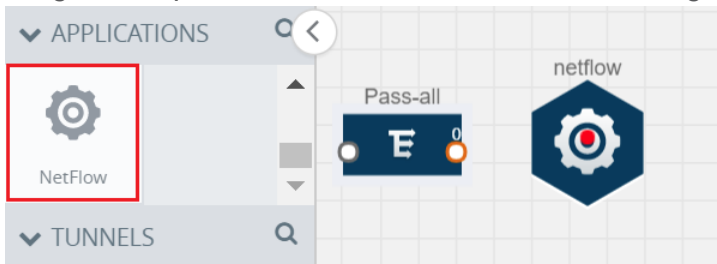 APPLICATIONS
NetFlow
TUNNELS
Pass-all
0
netflow